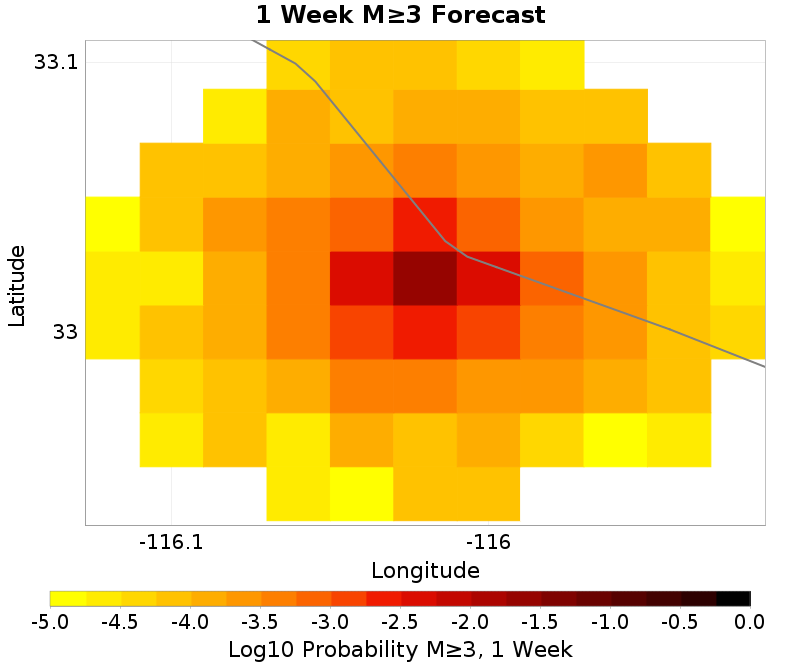 1 Week M≥3 Forecast
33.1
33
Latitude
-116.1 -116
Longitude
-5.0 -4.5 -4.0 -3.5 -3.0 -2.5 -2.0 -1.5 -1.0 -0.5 0.0
Log10 Probability M≥3, 1 Week